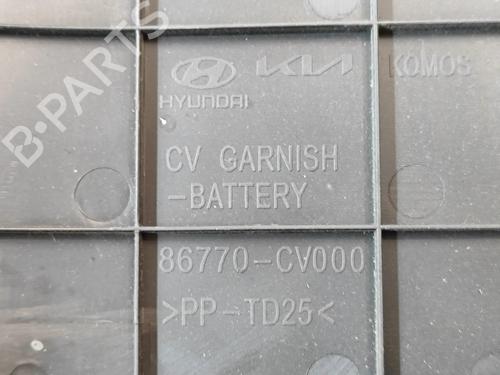 B-PARTS
HYUNDAI
KIA
KOMOS
CV GARNISH
-BATTERY
86770-CV000
>PP-TD25<